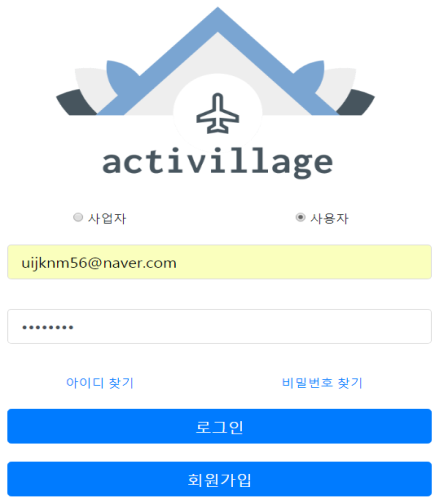 activillage
사업자 사용자
uijknm56@naver.com
••••••••
아이디 찾기 비밀번호 찾기
로그인
회원가입